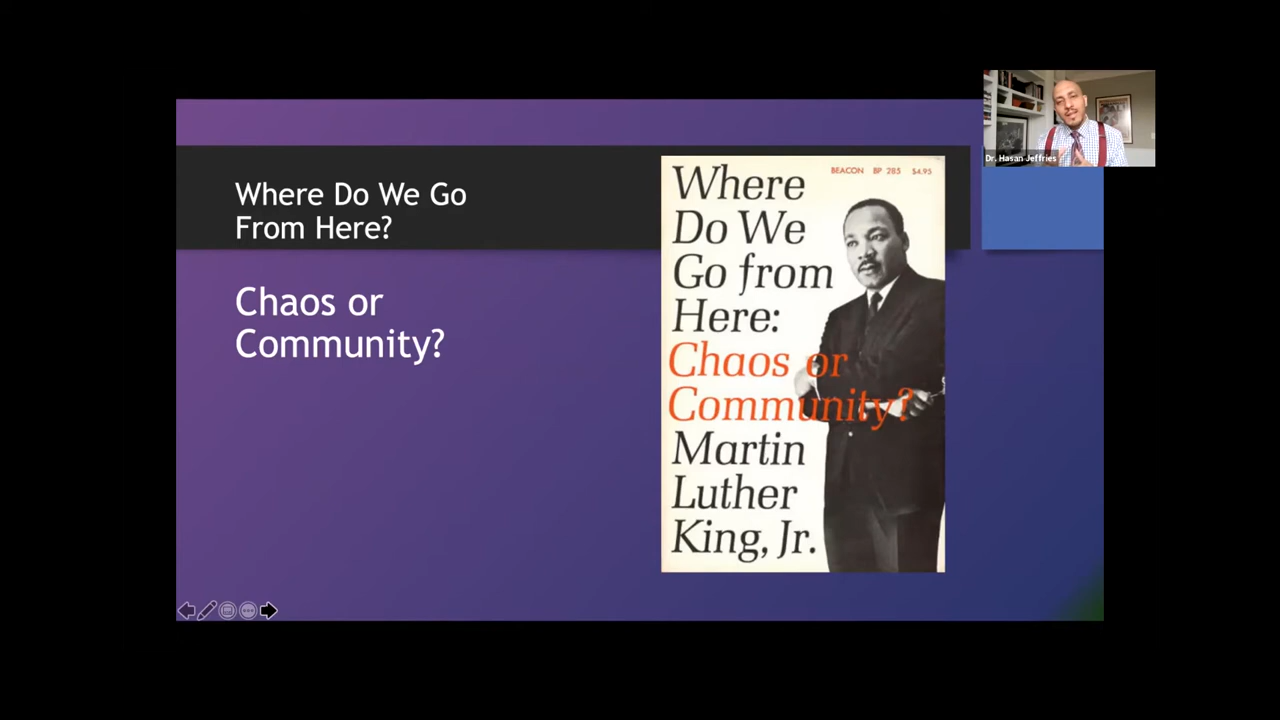 Where Do We Go
From Here?
Chaos or
Community?
BEACON BP 285 $4.95
Where
Do We
Go from
Here:
Chaos or
Community?
Martin
Luther
King, Jr.
Dr. Hasan Jeffries